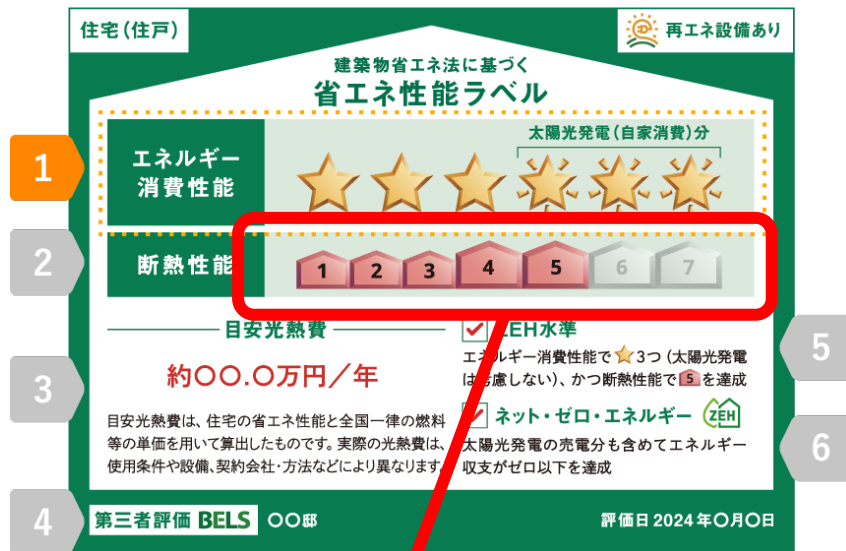 住宅（住戸）
再エネ設備あり
建築物省エネ法に基づく
省エネ性能ラベル
1
エネルギー
消費性能
太陽光発電（自家消費）分
2
断熱性能
1 2 3 4 5 6 7
3
目安光熱費
約〇〇.〇万円／年
目安光熱費は、住宅の省エネ性能と全国一律の燃料
等の単価を用いて算出したものです。実際の光熱費は、
使用条件や設備、契約会社・方法などにより異なります。
5
ZEH水準
エネルギー消費性能で⭐3つ（太陽光発電
は考慮しない）、かつ断熱性能で5を達成
6
ネット・ゼロ・エネルギー ZEH
太陽光発電の売電分も含めてエネルギー
収支がゼロ以下を達成
4
第三者評価 BELS 〇〇邸
評価日2024年〇月〇日